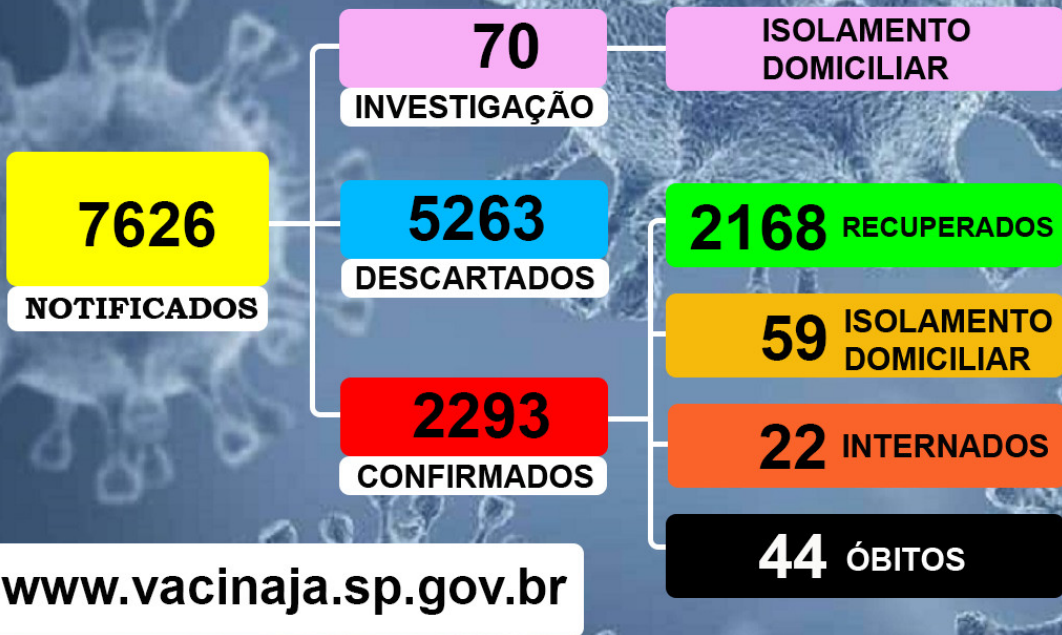 7626
NOTIFICADOS
70
INVESTIGAÇÃO
ISOLAMENTO
DOMICILIAR
5263
DESCARTADOS
2293
CONFIRMADOS
2168 RECUPERADOS
59 ISOLAMENTO
DOMICILIAR
22 INTERNADOS
44 ÓBITOS
www.vacinaja.sp.gov.br